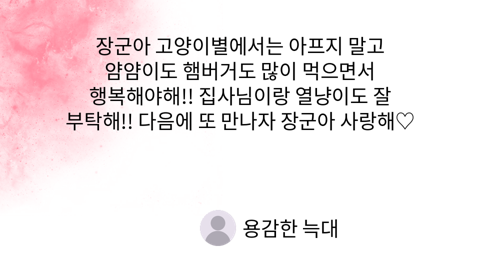 장군아 고양이별에서는 아프지 말고
얌얌이도 햄버거도 많이 먹으면서
행복해야해!! 집사님이랑 열냥이도 잘
부탁해!! 다음에 또 만나자 장군아 사랑해♡
용감한 늑대